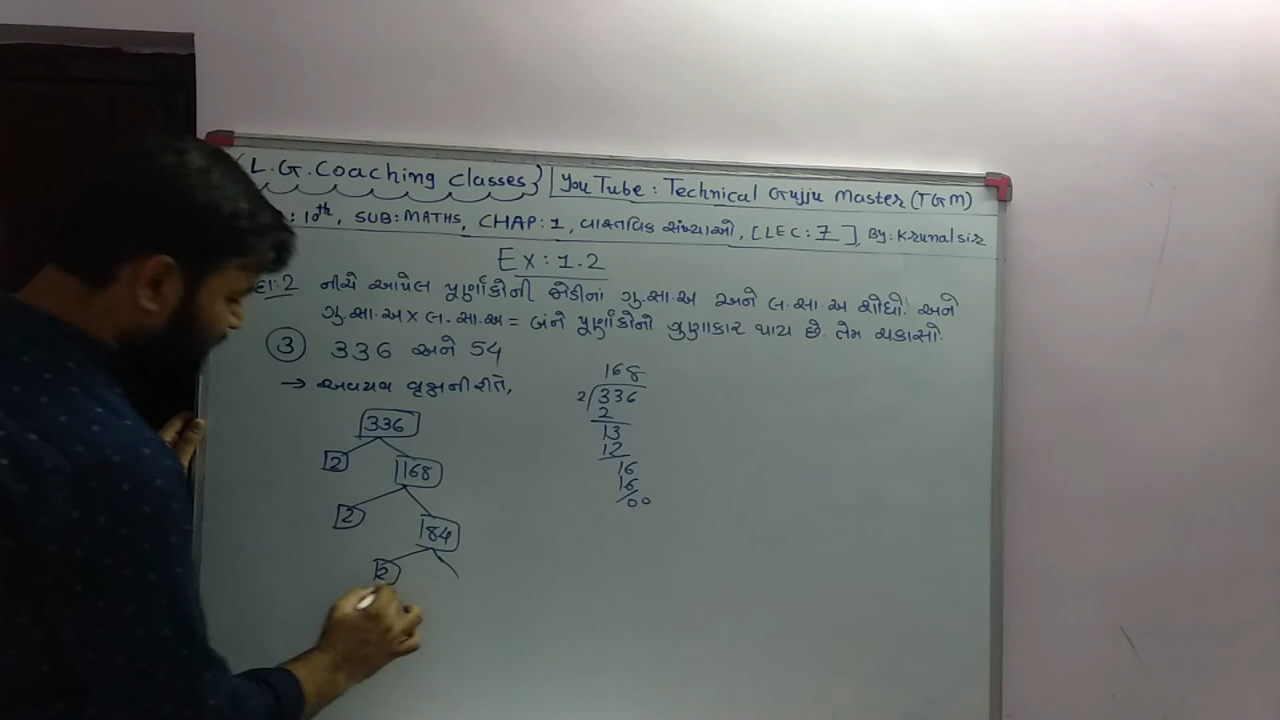 L.G. Coaching classes} | YouTube : Technical Gujju Master (TGM)
: 10th, SUB: MATHS, CHAP: 1, વાસ્તવિક સંખ્યાઓ, [LEC: 7], By: Krunal sir
Ex: 1.2
દા:2 નીચે આપેલ પૂર્ણાંકોની જોડીનાં ગુ.સા.અ અને લ.સા.અ શોધો. અને
ગુ.સા.અ x લ.સા.અ = બંને પૂર્ણાંકોનો ગુણાકાર થાય છે. તેમ ચકાસો.
3 336 અને 54
→ અવયવ વૃક્ષની રીતે,
336
2 168
2 84
2
168
2 336
2
13
12
16
16
00